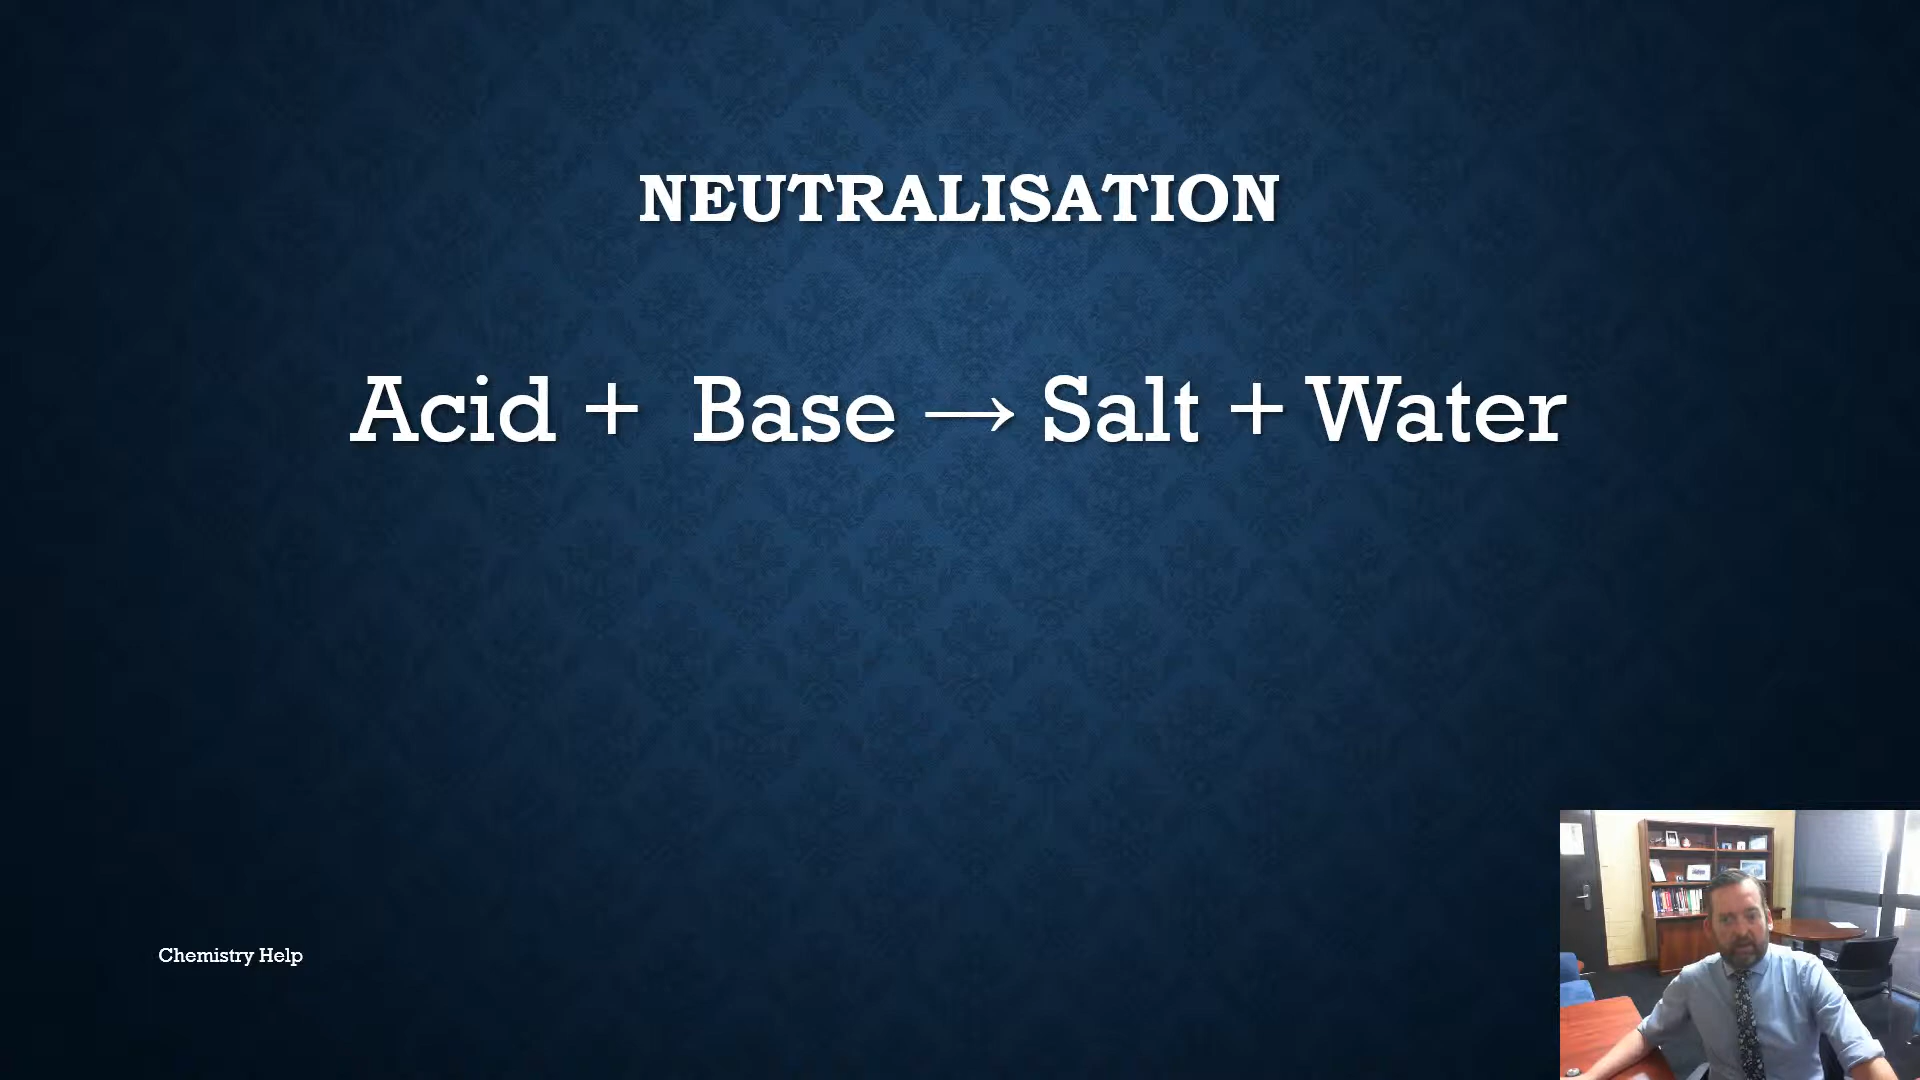 NEUTRALISATION
Acid + Base → Salt + Water
Chemistry Help